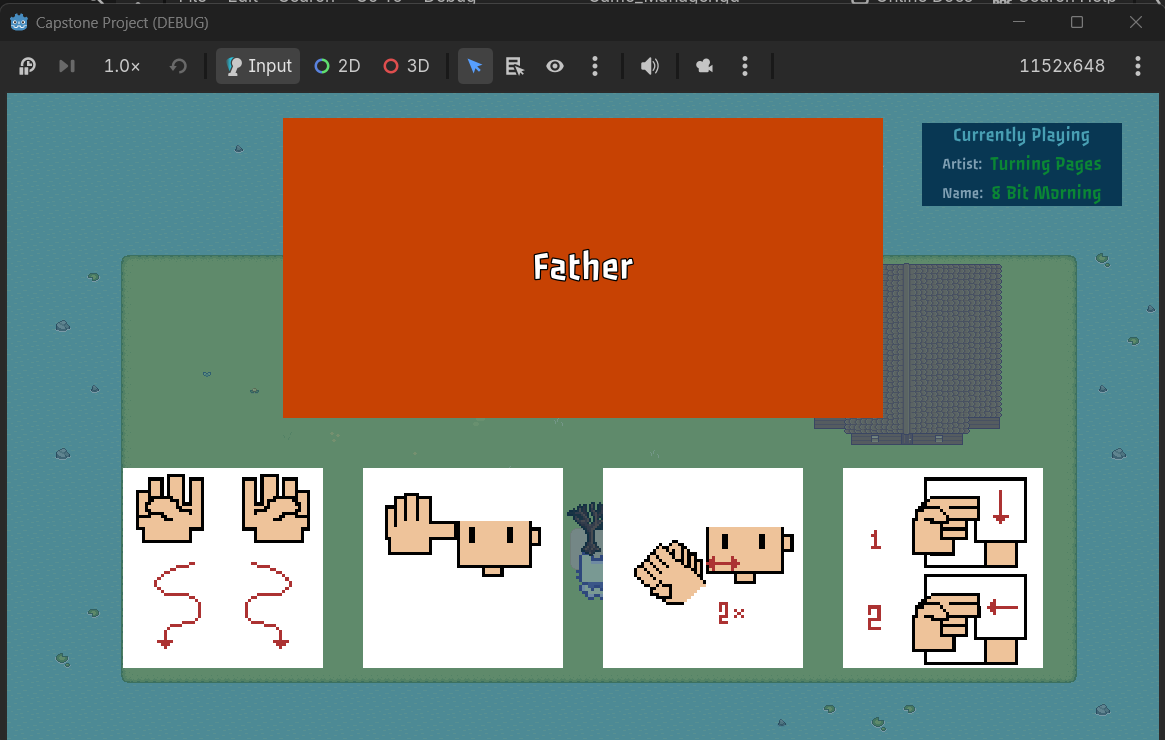 Capstone Project (DEBUG)
1.0×
Input
2D
3D
1152x648
Currently Playing
Artist: Turning Pages
Name: 8 Bit Morning
Father
2×
1
2